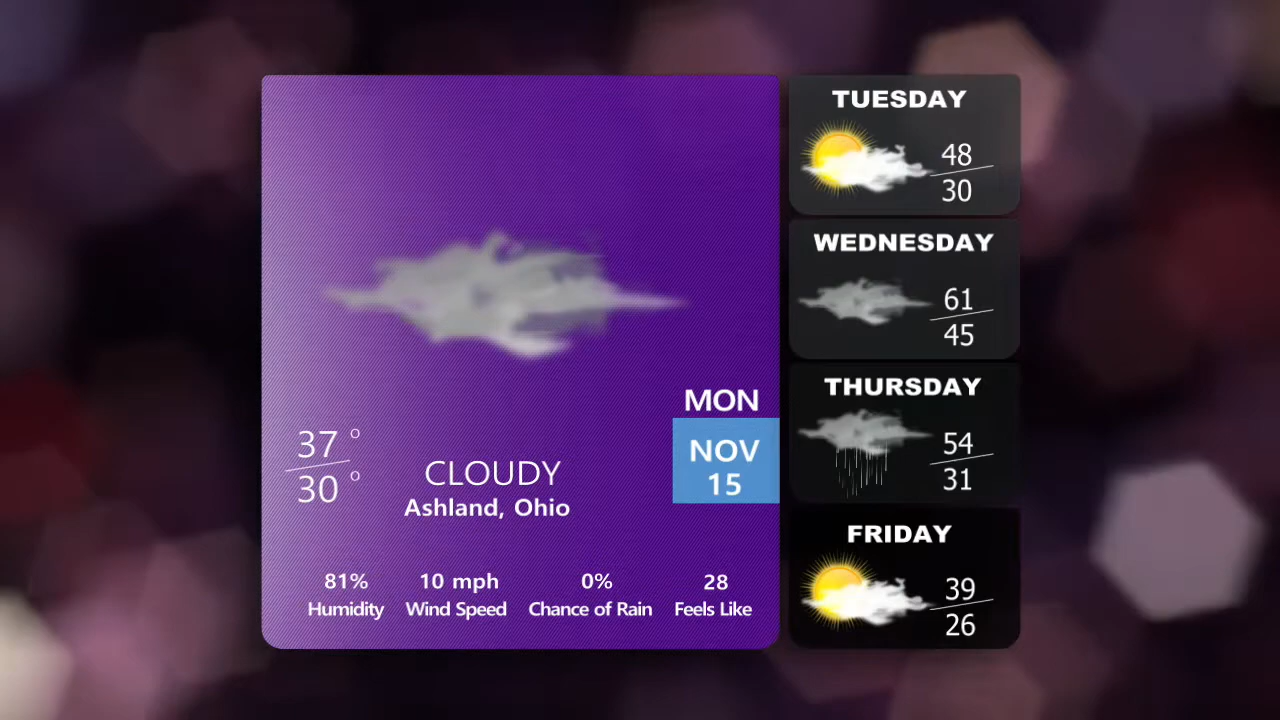 MON
NOV
15
37°
30°
CLOUDY
Ashland, Ohio
81%
Humidity
10 mph
Wind Speed
0%
Chance of Rain
28
Feels Like
TUESDAY
48
30
WEDNESDAY
61
45
THURSDAY
54
31
FRIDAY
39
26